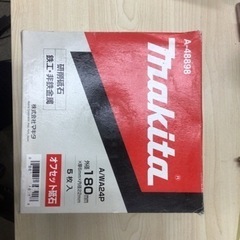 A-48898
Makita
研削砥石
鉄工・非鉄金属
A/WA24P
外径180mm
オフセット砥石
5枚入
株式会社マキタ